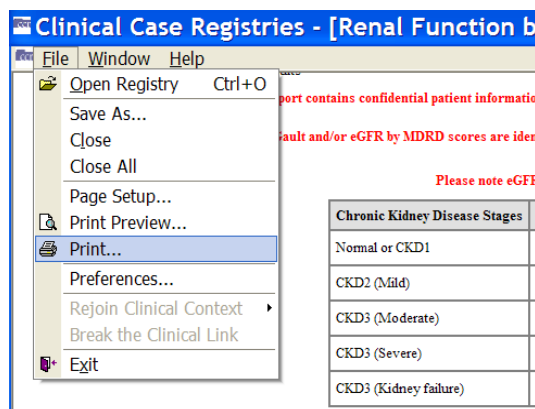 Clinical Case Registries - [Renal Function b
File Window Help
Open Registry Ctrl+O
port contains confidential patient informatio
Save As...
Close
ault and/or eGFR by MDRD scores are iden
Close All
Page Setup...
Please note eGFR
Print Preview...
Chronic Kidney Disease Stages
Print...
Normal or CKD1
Preferences...
CKD2 (Mild)
Rejoin Clinical Context
CKD3 (Moderate)
Break the Clinical Link
CKD3 (Severe)
Exit
CKD3 (Kidney failure)